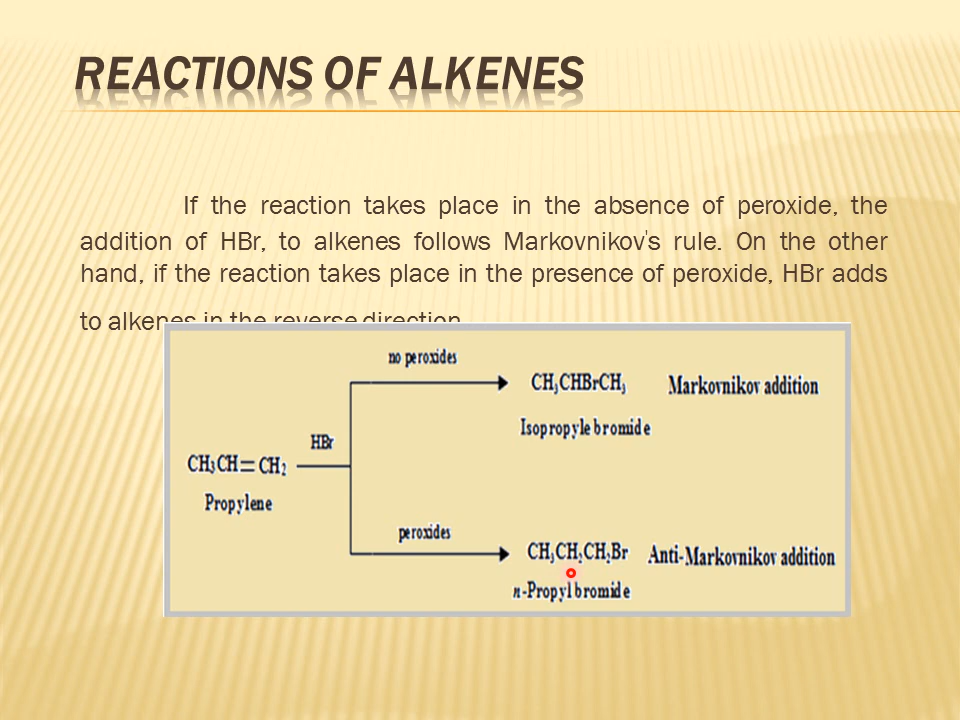 REACTIONS OF ALKENES
If the reaction takes place in the absence of peroxide, the
addition of HBr, to alkenes follows Markovnikov's rule. On the other
hand, if the reaction takes place in the presence of peroxide, HBr adds
to alkenes in the reverse direction
no peroxides
CH₃CHBrCH₃ Markovnikov addition
Isopropyle bromide
HBr
CH₃CH=CH₂
Propylene
peroxides
CH₃CH₂CH₂Br Anti-Markovnikov addition
n-Propyl bromide